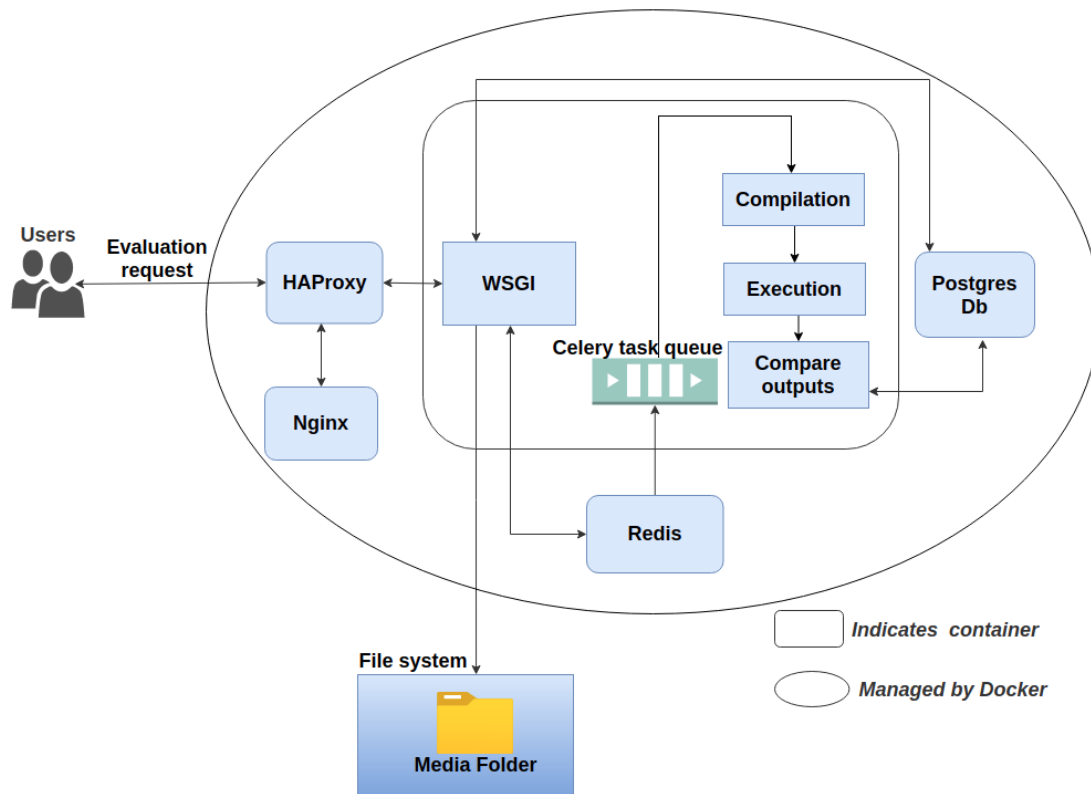 Users
Evaluation
request
HAProxy
Nginx
WSGI
Celery task queue
Compilation
Execution
Compare
outputs
Postgres
Db
Redis
File system
Media Folder
Indicates container
Managed by Docker